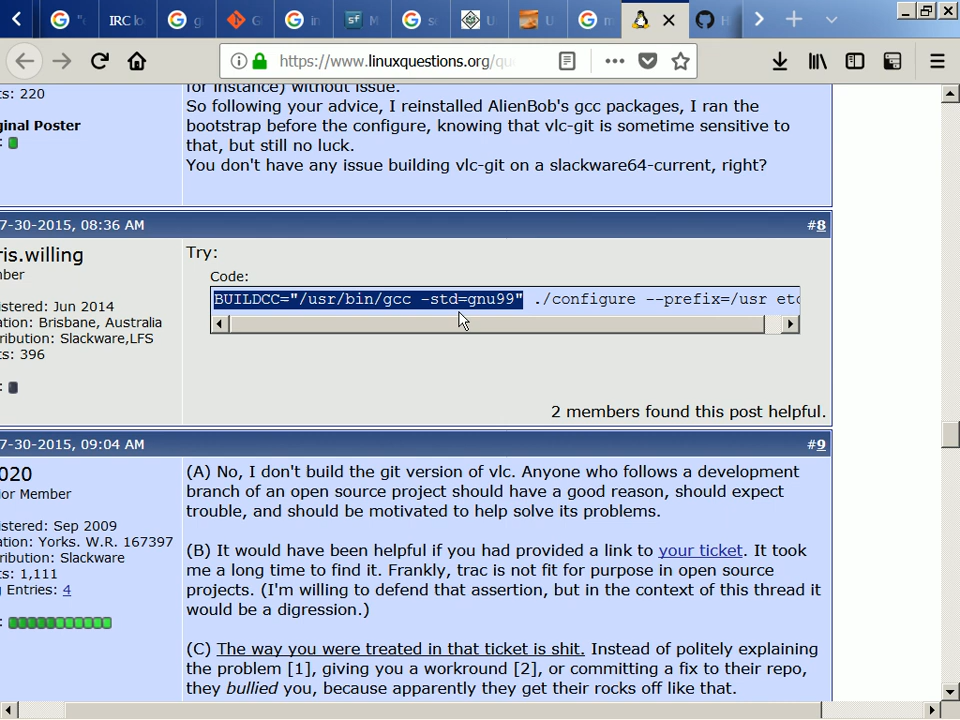 "e
IRC lo
g
G
in
sf M
s
U
U
m
H
https://www.linuxquestions.org/qu
ts: 220
for instance) without issue.
So following your advice, I reinstalled AlienBob's gcc packages, I ran the
ginal Poster
bootstrap before the configure, knowing that vlc-git is sometime sensitive to
:
that, but still no luck.
You don't have any issue building vlc-git on a slackware64-current, right?
7-30-2015, 08:36 AM
#8
ris.willing
Try:
mber
Code:
istered: Jun 2014
BUILDCC="/usr/bin/gcc -std=gnu99" ./configure --prefix=/usr etc
ation: Brisbane, Australia
tribution: Slackware,LFS
ts: 396
:
2 members found this post helpful.
7-30-2015, 09:04 AM
#9
020
(A) No, I don't build the git version of vlc. Anyone who follows a development
ior Member
branch of an open source project should have a good reason, should expect
trouble, and should be motivated to help solve its problems.
istered: Sep 2009
ation: Yorks. W.R. 167397
(B) It would have been helpful if you had provided a link to your ticket. It took
tribution: Slackware
me a long time to find it. Frankly, trac is not fit for purpose in open source
ts: 1,111
projects. (I'm willing to defend that assertion, but in the context of this thread it
g Entries: 4
would be a digression.)
:
(C) The way you were treated in that ticket is shit. Instead of politely explaining
the problem [1], giving you a workround [2], or committing a fix to their repo,
they bullied you, because apparently they get their rocks off like that.